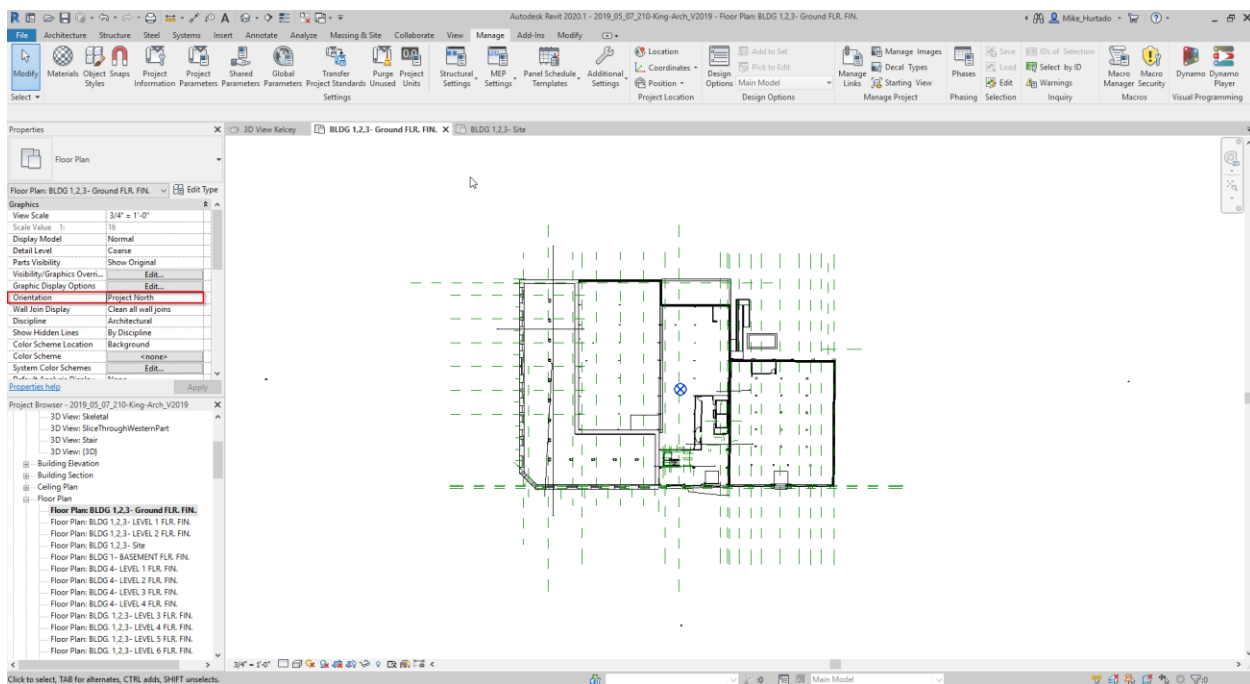 Autodesk Revit 2020.1 - 2019_05_07_210-King-Arch_V2019 - Floor Plan: BLDG 1,2,3- Ground FLR. FIN.
Mike_Hurtado
File Architecture Structure Steel Systems Insert Annotate Analyze Massing & Site Collaborate View Manage Add-Ins Modify
Modify
Materials
Object Styles
Snaps
Project Information
Project Parameters
Shared Parameters
Global Parameters
Transfer Project Standards
Purge Unused
Project Units
Structural Settings
MEP Settings
Panel Schedule Templates
Additional Settings
Location
Coordinates
Position
Design Options
Add to Set
Pick to Edit
Main Model
Manage Links
Manage Images
Decal Types
Starting View
Phases
Save
Load
Edit
IDs of Selection
Select by ID
Warnings
Macro Manager
Macro Security
Dynamo
Dynamo Player
Select
Settings
Project Location
Design Options
Manage Project
Phasing
Selection
Inquiry
Macros
Visual Programming
Properties
3D View Kelcey
BLDG 1,2,3- Ground FLR. FIN.
BLDG 1,2,3- Site
Floor Plan
Floor Plan: BLDG 1,2,3- Ground FLR. FIN. Edit Type
Graphics
View Scale 3/4" = 1'-0"
Scale Value 1: 16
Display Model Normal
Detail Level Coarse
Parts Visibility Show Original
Visibility/Graphics Overri... Edit...
Graphic Display Options Edit...
Orientation Project North
Wall Join Display Clean all wall joins
Discipline Architectural
Show Hidden Lines By Discipline
Color Scheme Location Background
Color Scheme <none>
System Color Schemes Edit...
Properties help Apply
Project Browser - 2019_05_07_210-King-Arch_V2019
3D View: Skeletal
3D View: SliceThroughWesternPart
3D View: Stair
3D View: {3D}
Building Elevation
Building Section
Ceiling Plan
Floor Plan
Floor Plan: BLDG 1,2,3- Ground FLR. FIN.
Floor Plan: BLDG 1,2,3- LEVEL 1 FLR. FIN.
Floor Plan: BLDG 1,2,3- LEVEL 2 FLR. FIN.
Floor Plan: BLDG 1,2,3- Site
Floor Plan: BLDG 1- BASEMENT FLR. FIN.
Floor Plan: BLDG 4- LEVEL 1 FLR. FIN.
Floor Plan: BLDG 4- LEVEL 2 FLR. FIN.
Floor Plan: BLDG 4- LEVEL 3 FLR. FIN.
Floor Plan: BLDG 4- LEVEL 4 FLR. FIN.
Floor Plan: BLDG. 1,2,3- LEVEL 3 FLR. FIN.
Floor Plan: BLDG. 1,2,3- LEVEL 4 FLR. FIN.
Floor Plan: BLDG. 1,2,3- LEVEL 5 FLR. FIN.
Floor Plan: BLDG. 1,2,3- LEVEL 6 FLR. FIN.
3/4" = 1'-0"
Click to select, TAB for alternates, CTRL adds, SHIFT unselects.
:0
Main Model
:0